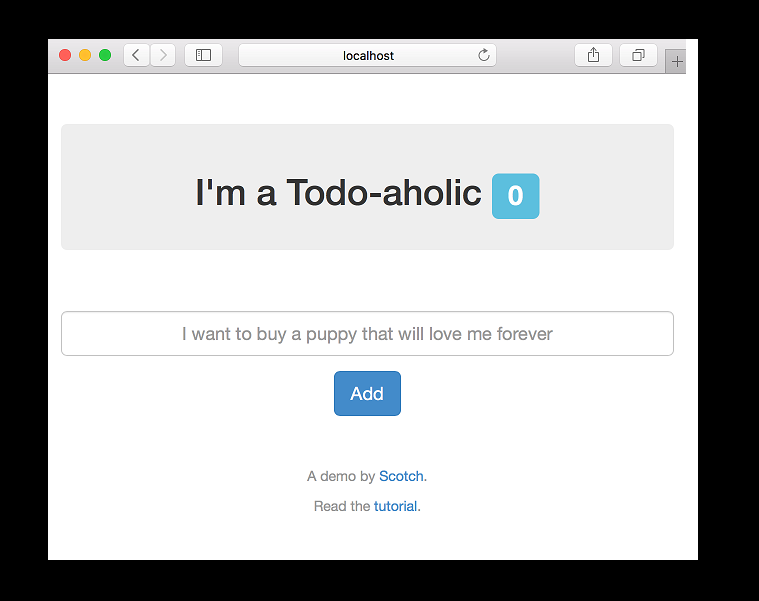 localhost
I'm a Todo-aholic 0
I want to buy a puppy that will love me forever
Add
A demo by Scotch.
Read the tutorial.